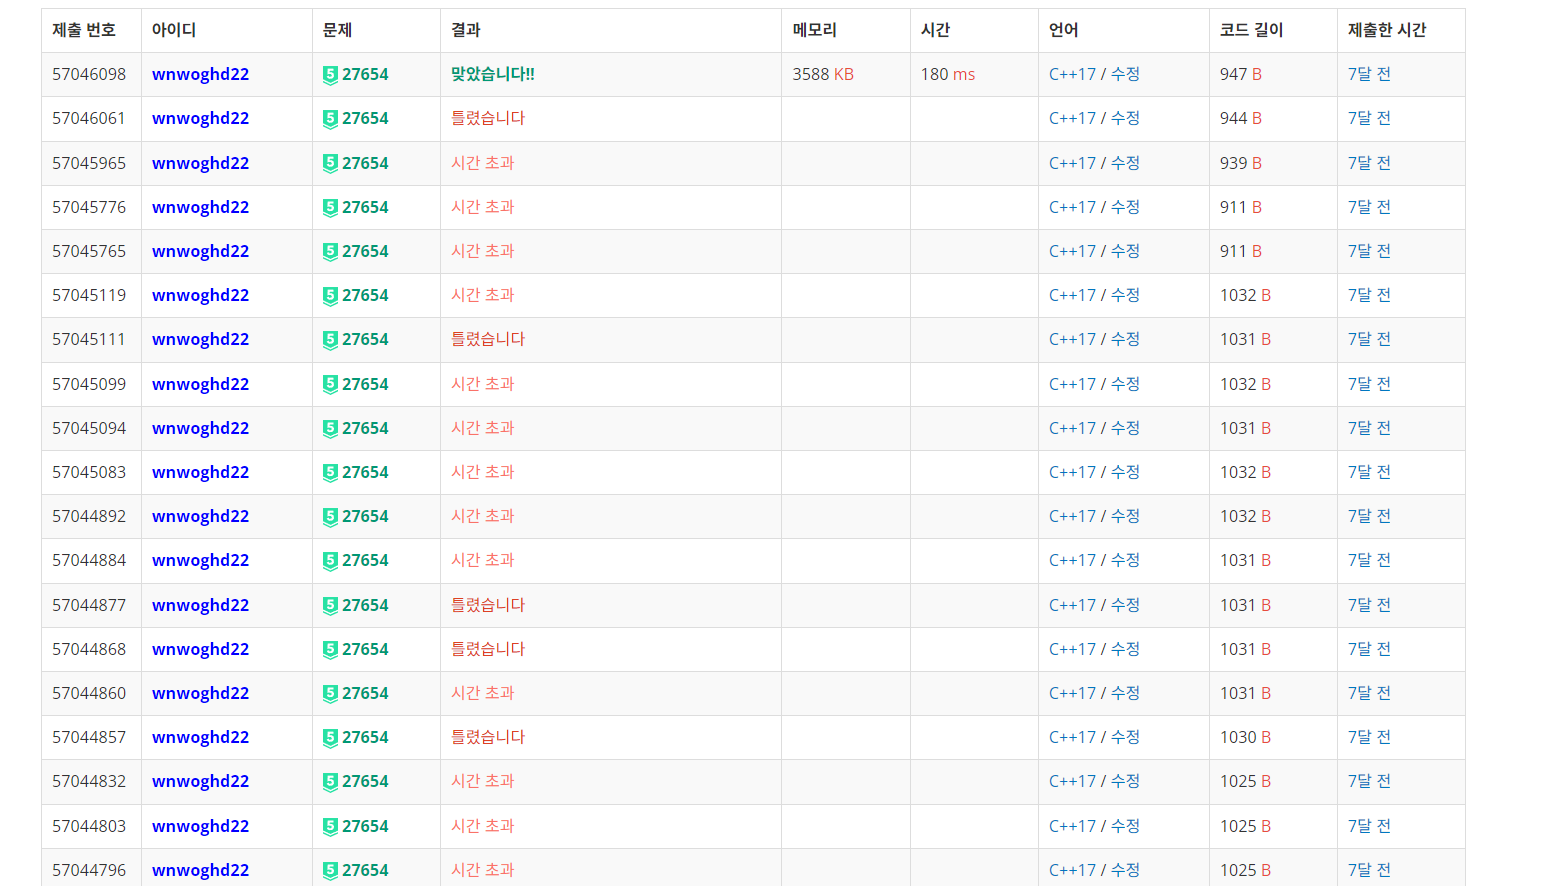 제출 번호 아이디 문제 결과 메모리 시간 언어 코드 길이 제출한 시간
57046098 wnwoghd22 5 27654 맞았습니다!! 3588 KB 180 ms C++17 / 수정 947 B 7달 전
57046061 wnwoghd22 5 27654 틀렸습니다 C++17 / 수정 944 B 7달 전
57045965 wnwoghd22 5 27654 시간 초과 C++17 / 수정 939 B 7달 전
57045776 wnwoghd22 5 27654 시간 초과 C++17 / 수정 911 B 7달 전
57045765 wnwoghd22 5 27654 시간 초과 C++17 / 수정 911 B 7달 전
57045119 wnwoghd22 5 27654 시간 초과 C++17 / 수정 1032 B 7달 전
57045111 wnwoghd22 5 27654 틀렸습니다 C++17 / 수정 1031 B 7달 전
57045099 wnwoghd22 5 27654 시간 초과 C++17 / 수정 1032 B 7달 전
57045094 wnwoghd22 5 27654 시간 초과 C++17 / 수정 1031 B 7달 전
57045083 wnwoghd22 5 27654 시간 초과 C++17 / 수정 1032 B 7달 전
57044892 wnwoghd22 5 27654 시간 초과 C++17 / 수정 1032 B 7달 전
57044884 wnwoghd22 5 27654 시간 초과 C++17 / 수정 1031 B 7달 전
57044877 wnwoghd22 5 27654 틀렸습니다 C++17 / 수정 1031 B 7달 전
57044868 wnwoghd22 5 27654 틀렸습니다 C++17 / 수정 1031 B 7달 전
57044860 wnwoghd22 5 27654 시간 초과 C++17 / 수정 1031 B 7달 전
57044857 wnwoghd22 5 27654 틀렸습니다 C++17 / 수정 1030 B 7달 전
57044832 wnwoghd22 5 27654 시간 초과 C++17 / 수정 1025 B 7달 전
57044803 wnwoghd22 5 27654 시간 초과 C++17 / 수정 1025 B 7달 전
57044796 wnwoghd22 5 27654 시간 초과 C++17 / 수정 1025 B 7달 전